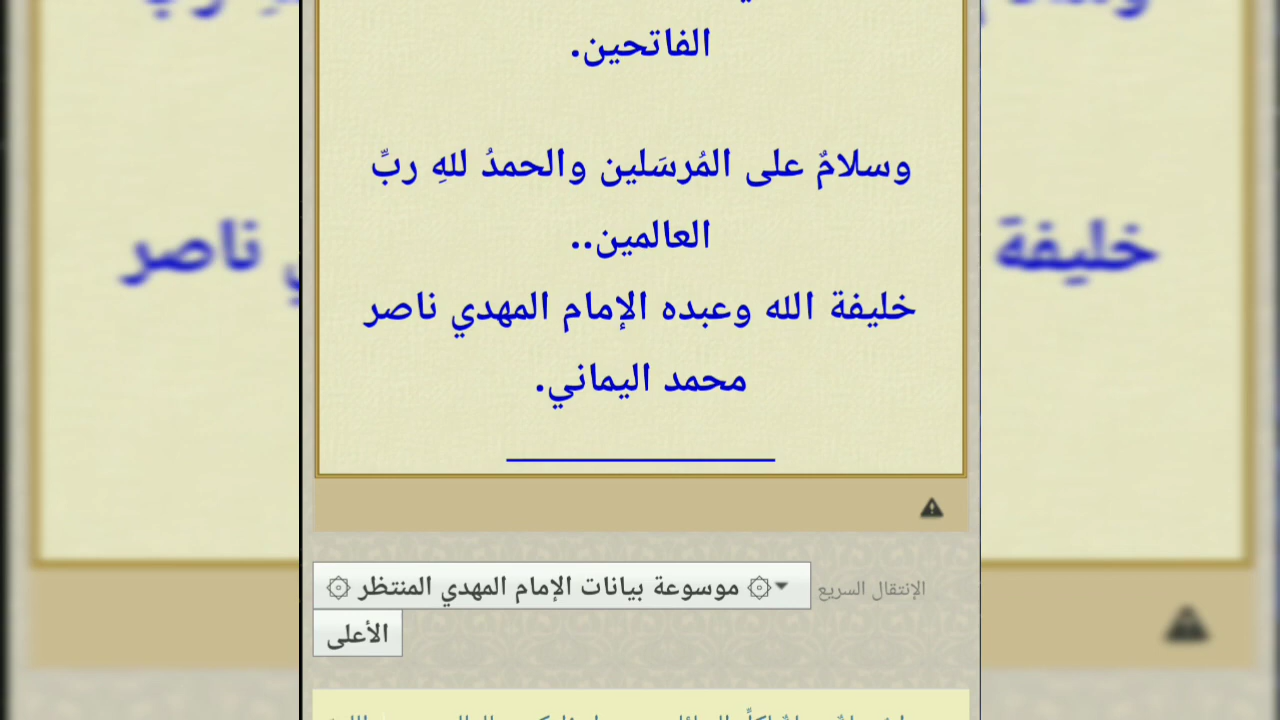 الفاتحين.
وسلامٌ على المُرسَلين والحمدُ للهِ ربِّ
العالمين..
خليفة الله وعبده الإمام المهدي ناصر
محمد اليماني.
الإنتقال السريع ۞ موسوعة بيانات الإمام المهدي المنتظر ۞
الأعلى